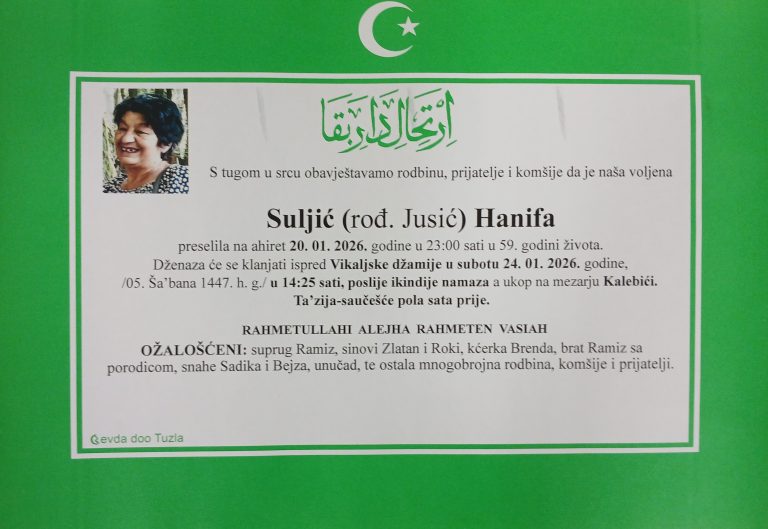 اِرْتِحَالِ دَارِ بَقَا
S tugom u srcu obavještavamo rodbinu, prijatelje i komšije da je naša voljena
Suljić (rođ. Jusić) Hanifa
preselila na ahiret 20. 01. 2026. godine u 23:00 sati u 59. godini života.
Dženaza će se klanjati ispred Vikaljske džamije u subotu 24. 01. 2026. godine,
/05. Ša’bana 1447. h. g./ u 14:25 sati, poslije ikindije namaza a ukop na mezarju Kalebići.
Ta’zija-saučešće pola sata prije.
RAHMETULLAHI ALEJHA RAHMETEN VASIAH
OŽALOŠĆENI: suprug Ramiz, sinovi Zlatan i Roki, kćerka Brenda, brat Ramiz sa
porodicom, snahe Sadika i Bejza, unučad, te ostala mnogobrojna rodbina, komšije i prijatelji.
Gevda doo Tuzla